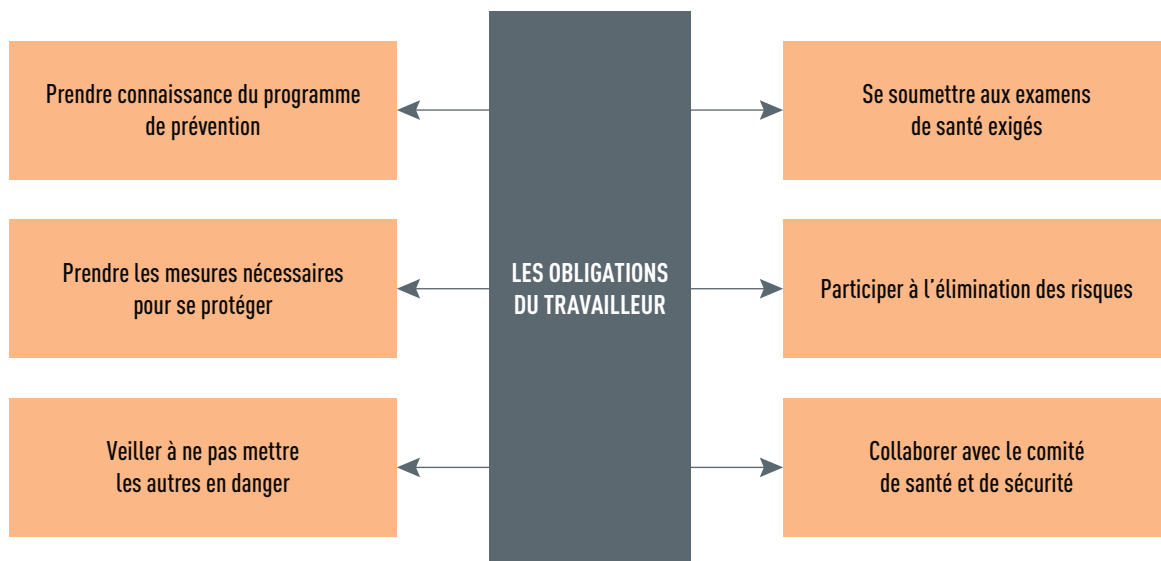 Prendre connaissance du programme
de prévention
Prendre les mesures nécessaires
pour se protéger
Veiller à ne pas mettre
les autres en danger
LES OBLIGATIONS
DU TRAVAILLEUR
Se soumettre aux examens
de santé exigés
Participer à l’élimination des risques
Collaborer avec le comité
de santé et de sécurité